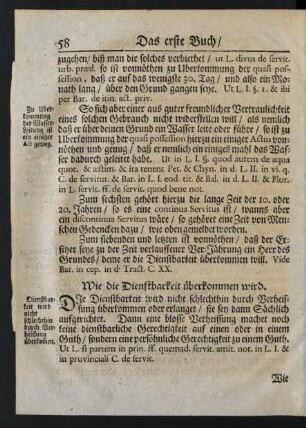 58 Das erste Buch/
zugehen/ biß man die solches verbiethet/ ut L. divus de servit.
urb. præd. so ist vonnöthen zu Uberkommung der quasi pos-
session, daß er auf das wenigste 30. Tag/ und also ein Mo-
nath lang/ über den Grund gangen seye. Ut L. I. §. 1. & ibi
per Bar. de itin. act. priv.
Zu Uber-
kommung
der Wasser-
leitung ist
ein einiger
Act genug.
So sich aber einer aus guter freundlicher Vertraulichkeit
eines solchen Gebrauch nicht widerstellen will/ als nemlich
daß er über deinen Grund ein Wasser leite oder führe/ so ist zu
Uberkommung der quasi possession hierzu ein einiger Actus von-
nöthen und genug/ daß er nemlich ein einigs mahl das Was-
ser dadurch geleitet habe. Ut in L. I. §. quod autem de aqua
quot. & æstim. & ita tenent Pet. & Chyn. in d. L. II. in vi. q.
C. de servitut. & Bar. in L. I. eod. tit. & Bal. in d. L. II. & Flor.
in L. servit. ff. de servit. quod bene not.
Zum sechsten gehört hierzu die lange Zeit der 10. oder
20. Jahren/ so es eine continua Servitus ist/ dann wo aber
ein discontinua Servitus wäre/ so gehöret eine Zeit von Men-
schen Gedencken dazu/ wie oben gemeldet worden.
Zum siebenden und letzten ist vonnöthen/ daß der Er-
sitzer seye zu der Zeit verlauffener Ver-Jährung ein Herr des
Grundes/ deme er die Dienstbarkeit überkommen will. Vide
Bar. in cep. in d. Tract. C. XX.
Wie die Dienstbarkeit überkommen wird.
Dienstbar-
keit wird
nicht
schlechthin
durch Ver-
heissung
überkom̃en.
DIe Dienstbarkeit wird nicht schlechthin durch Verheis-
sung überkommen oder erlanget/ sie sey dann Sächlich
aufgerichtet. Dann eine blosse Verheissung machet noch
keine dienstbarliche Gerechtigkeit auf einen oder in einem
Guth/ sondern eine persöhnliche Gerechtigkeit zu einem Guth.
Ut L. si partem in prin. ff. quemad. servit. amit. not. in L. I. &
in provinciali C. de servit.
Wie